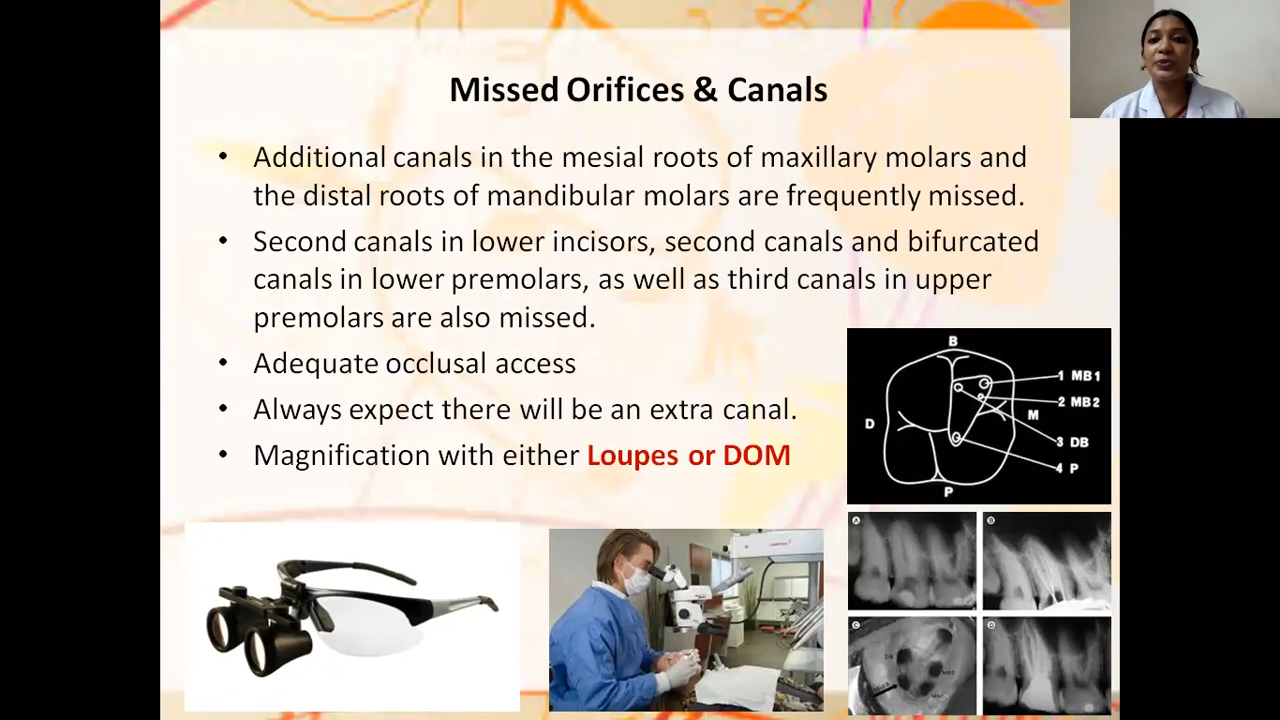 Missed Orifices & Canals
• Additional canals in the mesial roots of maxillary molars and
the distal roots of mandibular molars are frequently missed.
• Second canals in lower incisors, second canals and bifurcated
canals in lower premolars, as well as third canals in upper
premolars are also missed.
• Adequate occlusal access
• Always expect there will be an extra canal.
• Magnification with either Loupes or DOM
B
1 MB1
2 MB2
M
D
3 DB
4 P
P
A
B
C
D